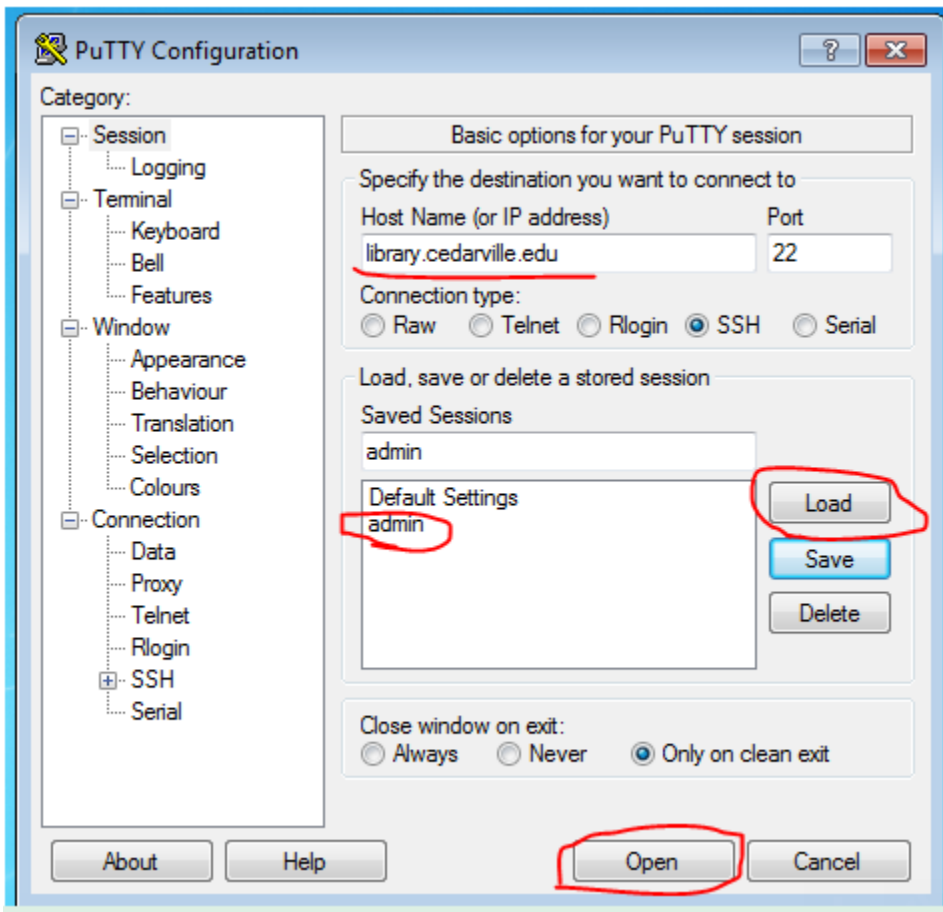 PuTTY Configuration
Category:
Session
Logging
Terminal
Keyboard
Bell
Features
Window
Appearance
Behaviour
Translation
Selection
Colours
Connection
Data
Proxy
Telnet
Rlogin
SSH
Serial
Basic options for your PuTTY session
Specify the destination you want to connect to
Host Name (or IP address) Port
library.cedarville.edu 22
Connection type:
Raw Telnet Rlogin SSH Serial
Load, save or delete a stored session
Saved Sessions
admin
Default Settings
admin
Load
Save
Delete
Close window on exit:
Always Never Only on clean exit
About Help Open Cancel